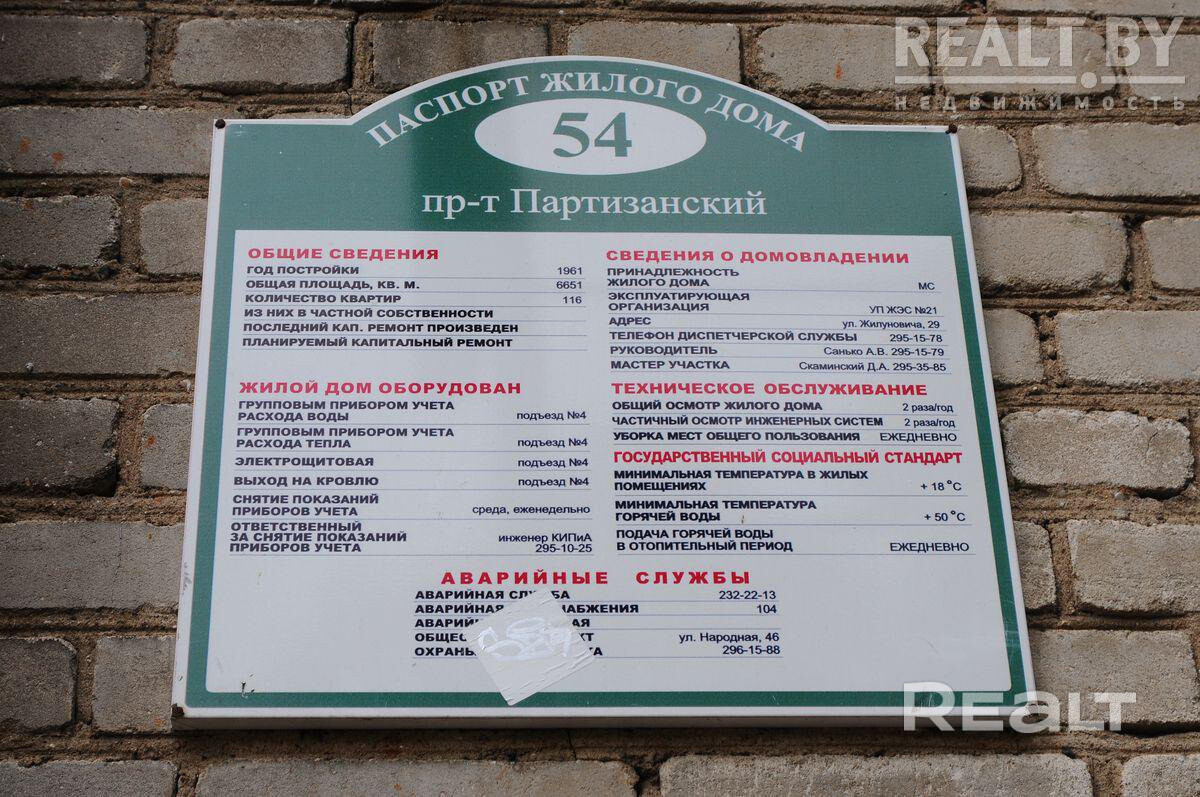 REALT.BY
НЕДВИЖИМОСТЬ
ПАСПОРТ ЖИЛОГО ДОМА
54
пр-т Партизанский
ОБЩИЕ СВЕДЕНИЯ
ГОД ПОСТРОЙКИ 1961
ОБЩАЯ ПЛОЩАДЬ, КВ. М. 6651
КОЛИЧЕСТВО КВАРТИР 116
ИЗ НИХ В ЧАСТНОЙ СОБСТВЕННОСТИ
ПОСЛЕДНИЙ КАП. РЕМОНТ ПРОИЗВЕДЕН
ПЛАНИРУЕМЫЙ КАПИТАЛЬНЫЙ РЕМОНТ
ЖИЛОЙ ДОМ ОБОРУДОВАН
ГРУППОВЫМ ПРИБОРОМ УЧЕТА
РАСХОДА ВОДЫ подъезд №4
ГРУППОВЫМ ПРИБОРОМ УЧЕТА
РАСХОДА ТЕПЛА подъезд №4
ЭЛЕКТРОЩИТОВАЯ подъезд №4
ВЫХОД НА КРОВЛЮ подъезд №4
СНЯТИЕ ПОКАЗАНИЙ
ПРИБОРОВ УЧЕТА среда, еженедельно
ОТВЕТСТВЕННЫЙ
ЗА СНЯТИЕ ПОКАЗАНИЙ инженер КИПиА
ПРИБОРОВ УЧЕТА 295-10-25
СВЕДЕНИЯ О ДОМОВЛАДЕНИИ
ПРИНАДЛЕЖНОСТЬ
ЖИЛОГО ДОМА МС
ЭКСПЛУАТИРУЮЩАЯ
ОРГАНИЗАЦИЯ УП ЖЭС №21
АДРЕС ул. Жилуновича, 29
ТЕЛЕФОН ДИСПЕТЧЕРСКОЙ СЛУЖБЫ 295-15-78
РУКОВОДИТЕЛЬ Санько А.В. 295-15-79
МАСТЕР УЧАСТКА Скаминский Д.А. 295-35-85
ТЕХНИЧЕСКОЕ ОБСЛУЖИВАНИЕ
ОБЩИЙ ОСМОТР ЖИЛОГО ДОМА 2 раза/год
ЧАСТИЧНЫЙ ОСМОТР ИНЖЕНЕРНЫХ СИСТЕМ 2 раза/год
УБОРКА МЕСТ ОБЩЕГО ПОЛЬЗОВАНИЯ ЕЖЕДНЕВНО
ГОСУДАРСТВЕННЫЙ СОЦИАЛЬНЫЙ СТАНДАРТ
МИНИМАЛЬНАЯ ТЕМПЕРАТУРА В ЖИЛЫХ
ПОМЕЩЕНИЯХ + 18 °С
МИНИМАЛЬНАЯ ТЕМПЕРАТУРА
ГОРЯЧЕЙ ВОДЫ + 50 °С
ПОДАЧА ГОРЯЧЕЙ ВОДЫ
В ОТОПИТЕЛЬНЫЙ ПЕРИОД ЕЖЕДНЕВНО
АВАРИЙНЫЕ СЛУЖБЫ
АВАРИЙНАЯ 232-22-13
АВАРИЙНАЯ 104
ул. Народная, 46
296-15-88
REALT